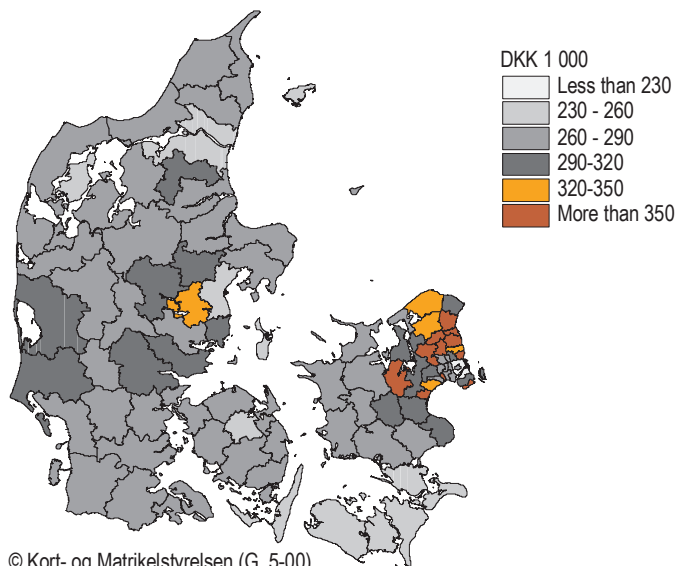 DKK 1 000
Less than 230
230 - 260
260 - 290
290-320
320-350
More than 350
© Kort- og Matrikelstyrelsen (G. 5-00)